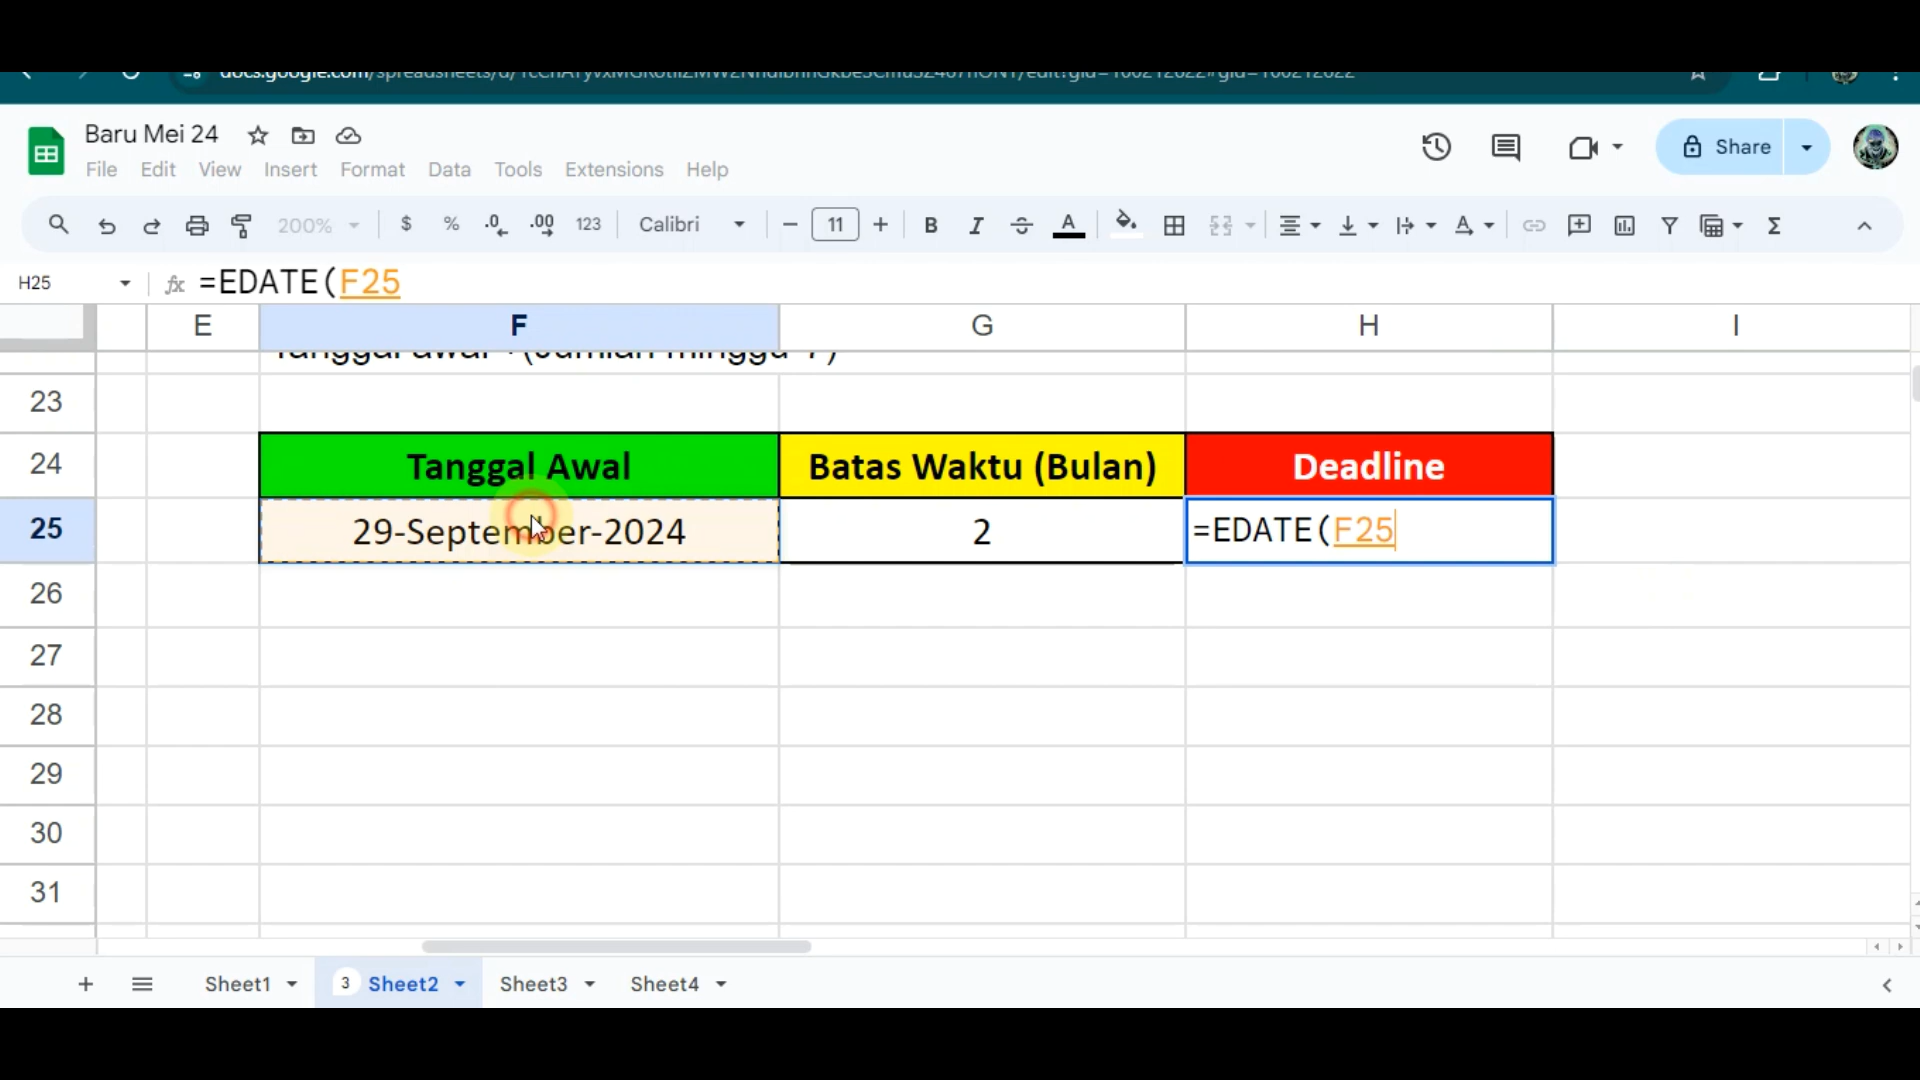 Baru Mei 24
File Edit View Insert Format Data Tools Extensions Help
Share
200% $ % .0 .00 123 Calibri 11 B I A A Σ
H25 fx =EDATE(F25
E F G H I
23
24 Tanggal Awal Batas Waktu (Bulan) Deadline
25 29-September-2024 2 =EDATE(F25
26
27
28
29
30
31
Sheet1 3 Sheet2 Sheet3 Sheet4